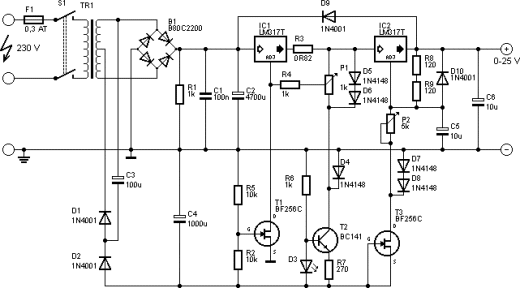 F1
0,3 AT
S1
TR1
230 V
B1
B80C2200
R1
1k
C1
100n
C2
4700u
IC1
LM317T
ADJ
R3
0R82
D9
1N4001
IC2
LM317T
ADJ
R4
1k
P1
1k
D5
1N4148
D6
1N4148
R8
120
R9
120
D10
1N4001
C6
10u
0-25 V
P2
5k
C5
10u
C3
100u
D1
1N4001
D2
1N4001
C4
1000u
R5
10k
R2
10k
T1
BF256C
D
G
S
R6
1k
D3
D4
1N4148
T2
BC141
R7
270
D7
1N4148
D8
1N4148
T3
BF256C
D
G
S